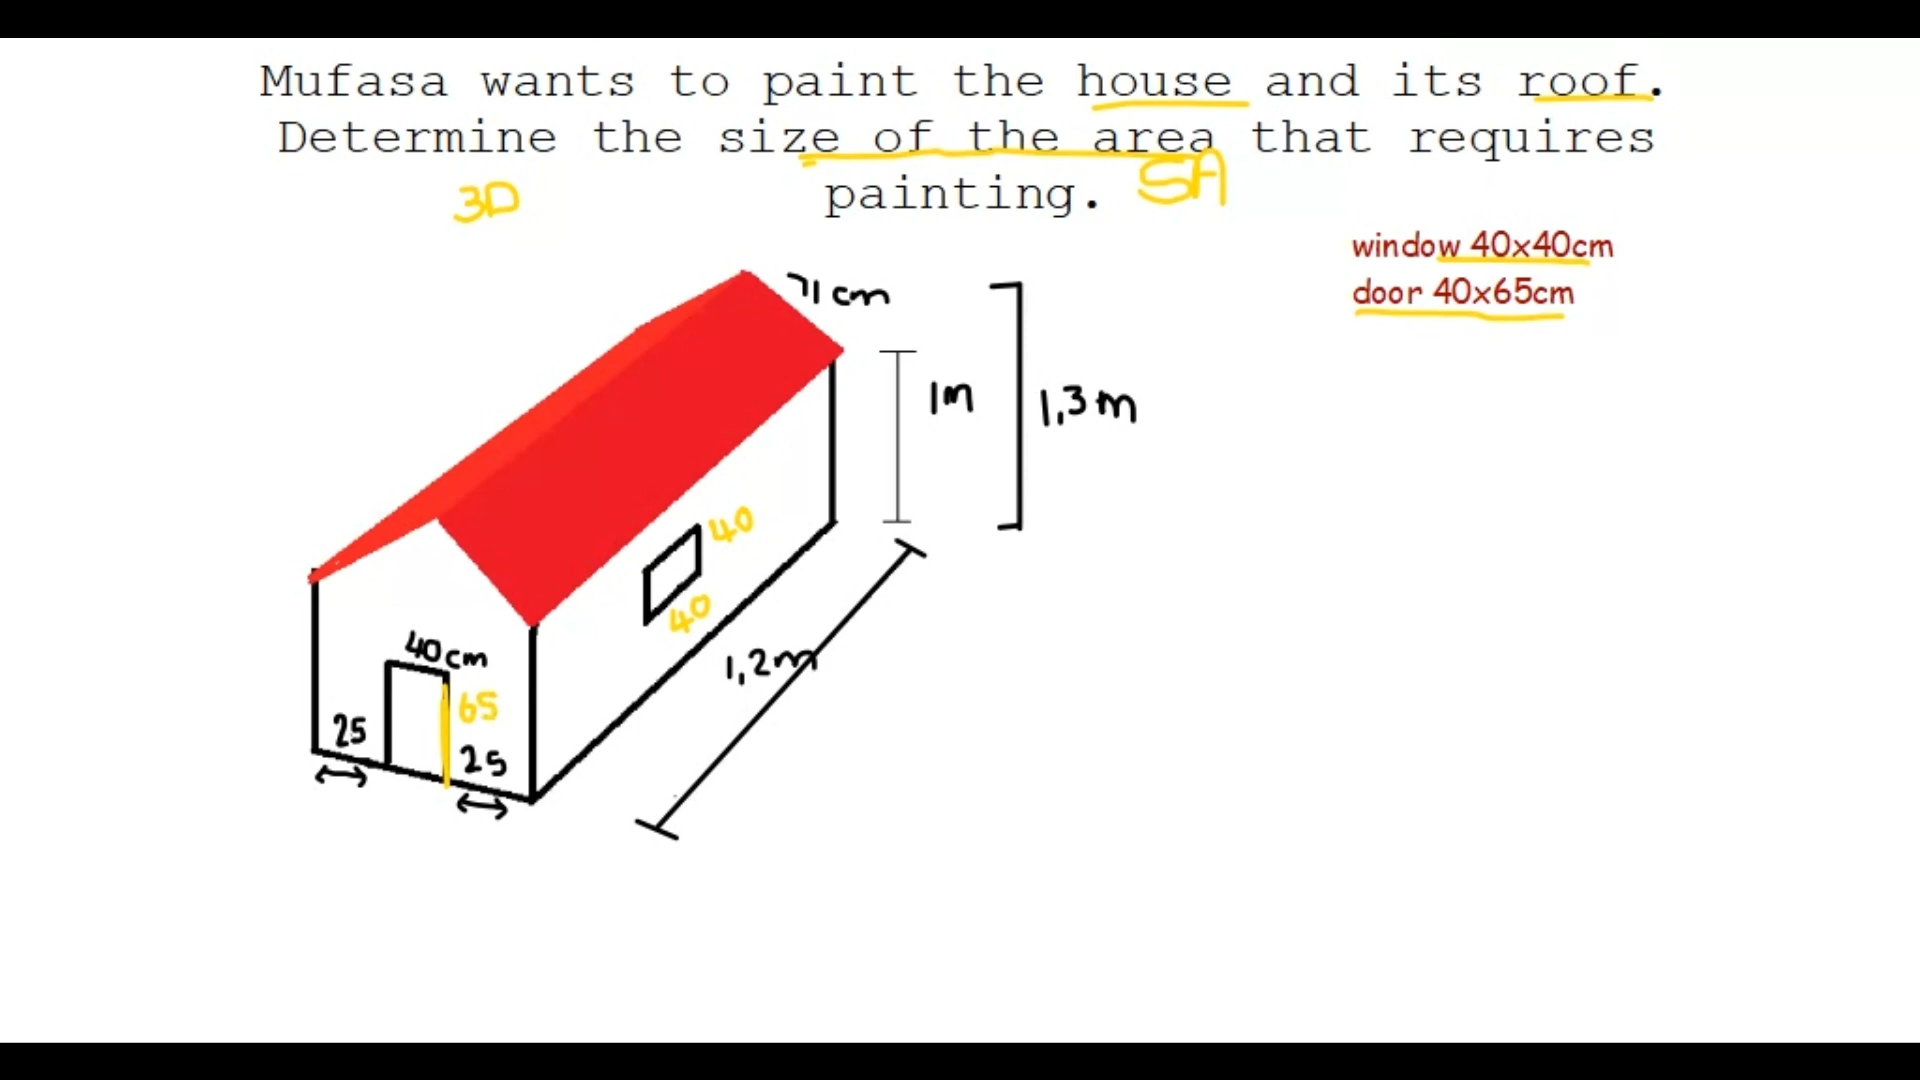 Mufasa wants to paint the house and its roof.
Determine the size of the area that requires
painting.
SA
3D
window 40x40cm
door 40x65cm
71cm
1m
1,3m
40
40
1,2m
40cm
65
25
25